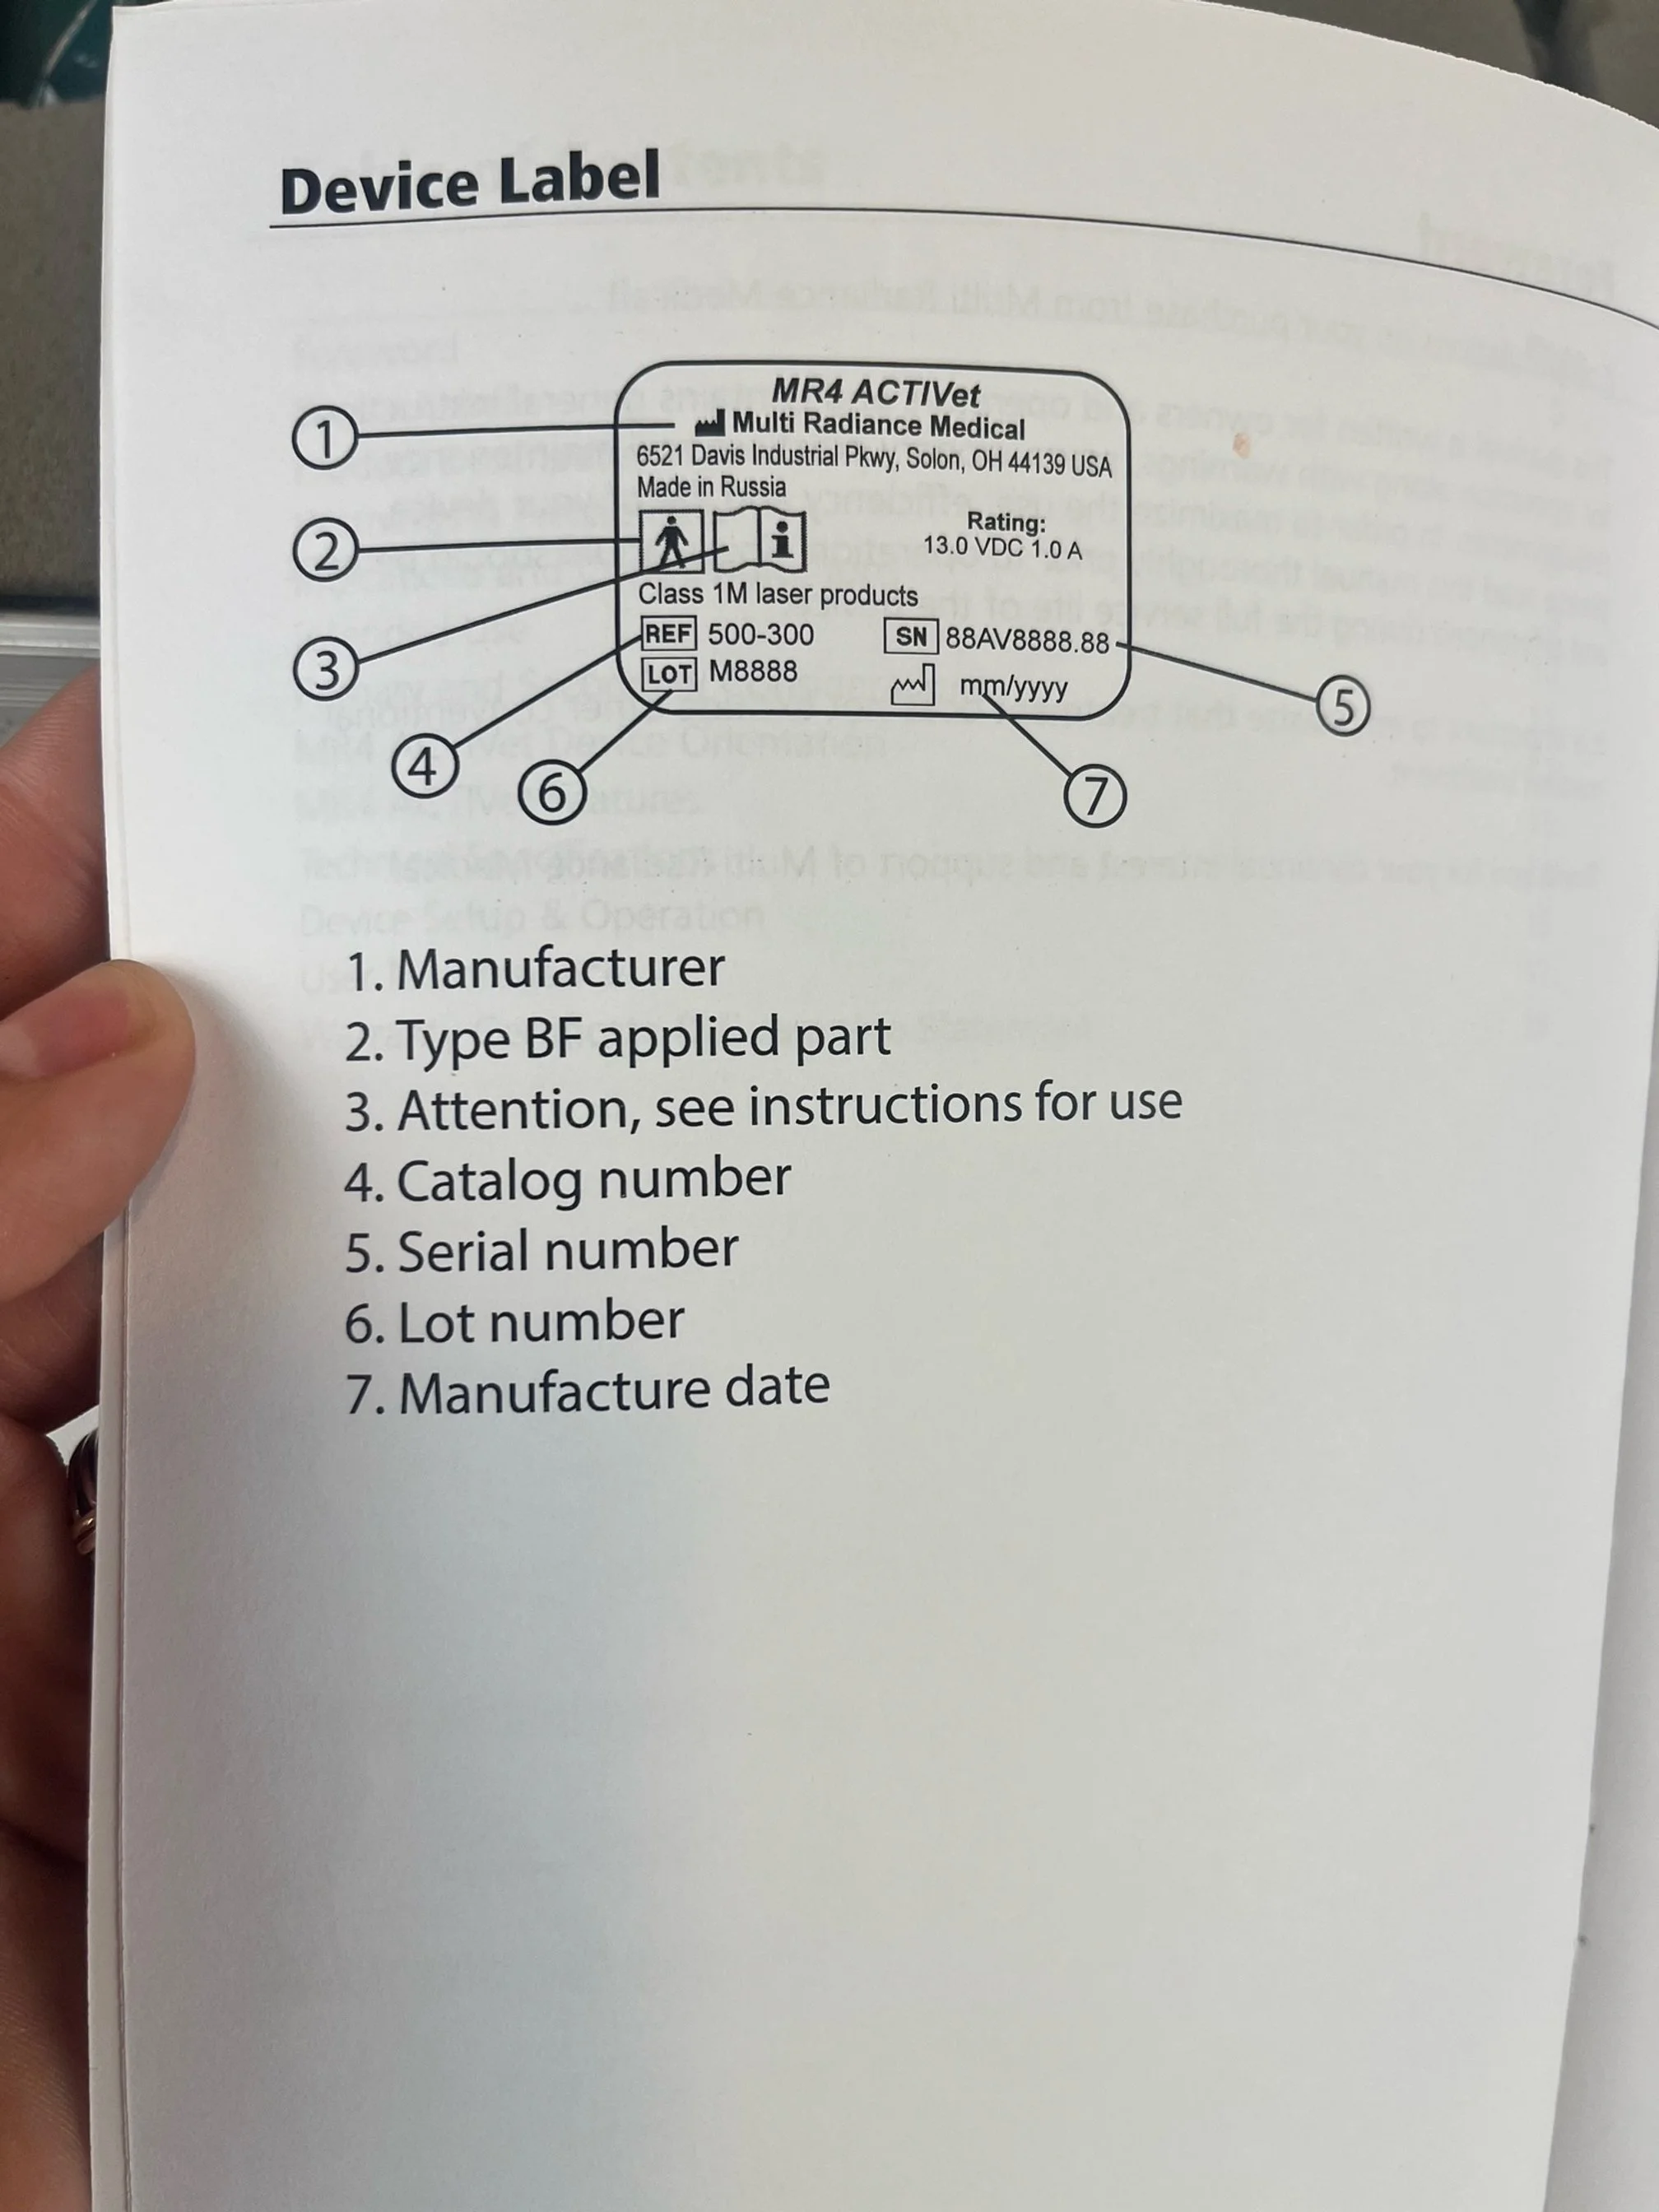 Device Label
MR4 ACTIVet
Multi Radiance Medical
6521 Davis Industrial Pkwy, Solon, OH 44139 USA
Made in Russia
Rating:
13.0 VDC 1.0 A
Class 1M laser products
REF 500-300
SN 88AV8888.88
LOT M8888
mm/yyyy
1
2
3
4
5
6
7
1. Manufacturer
2. Type BF applied part
3. Attention, see instructions for use
4. Catalog number
5. Serial number
6. Lot number
7. Manufacture date